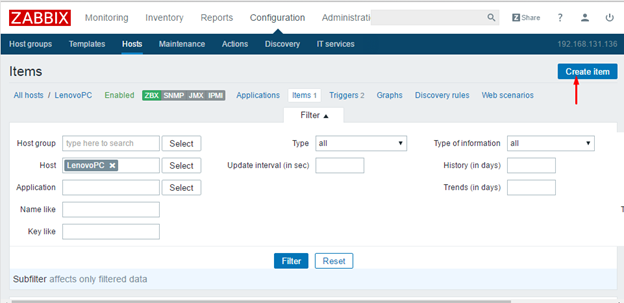 ZABBIX Monitoring Inventory Reports Configuration Administrati Share ?
Host groups Templates Hosts Maintenance Actions Discovery IT services 192.168.131.136
Items Create item
All hosts / LenovoPC Enabled ZBX SNMP JMX IPMI Applications Items 1 Triggers 2 Graphs Discovery rules Web scenarios
Filter ▲
Host group type here to search Select Type all Type of information all
Host LenovoPC ✖ Select Update interval (in sec) History (in days)
Application Select Trends (in days)
Name like T
Key like
Filter Reset
Subfilter affects only filtered data